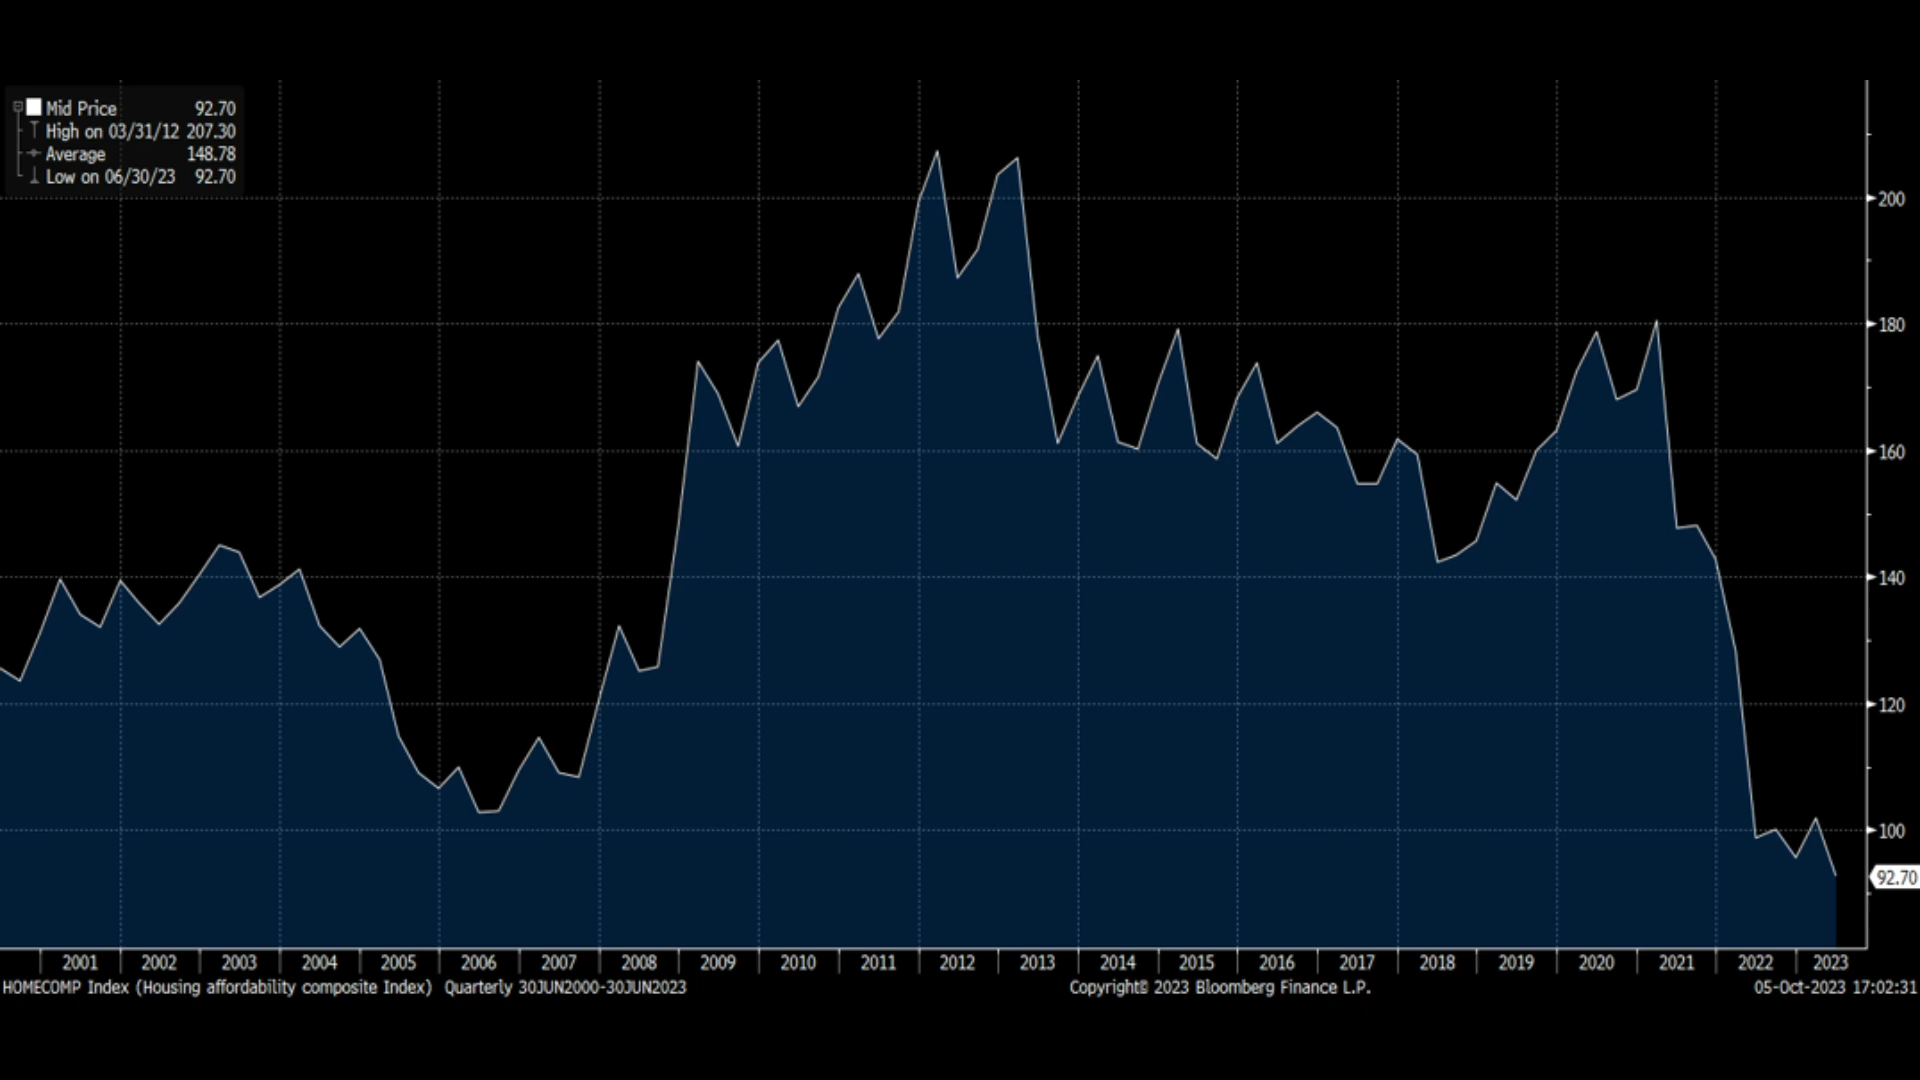 Mid Price 92.70
High on 03/31/12 207.30
Average 148.78
Low on 06/30/23 92.70
200
180
160
140
120
100
92.70
2001 2002 2003 2004 2005 2006 2007 2008 2009 2010 2011 2012 2013 2014 2015 2016 2017 2018 2019 2020 2021 2022 2023
HOMECOMP Index (Housing affordability composite Index) Quarterly 30JUN2000-30JUN2023 Copyright© 2023 Bloomberg Finance L.P. 05-Oct-2023 17:02:31